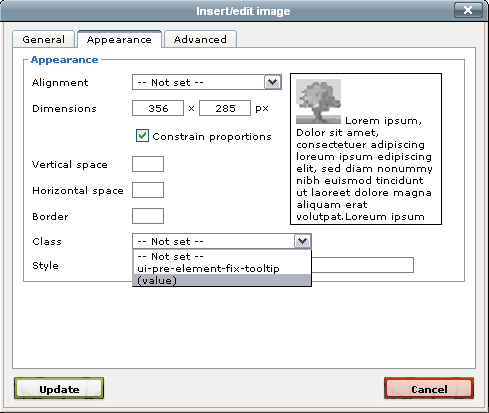 Insert/edit image
General Appearance Advanced
Appearance
Alignment -- Not set --
Dimensions 356 x 285 px
Constrain proportions
Vertical space
Horizontal space
Border
Class -- Not set --
-- Not set --
ui-pre-element-fix-tooltip
(value)
Style
Lorem ipsum,
Dolor sit amet,
consectetuer adipiscing
loreum ipsum edipiscing
elit, sed diam nonummy
nibh euismod tincidunt
ut laoreet dolore magna
aliquam erat
volutpat.Loreum ipsum
Update Cancel